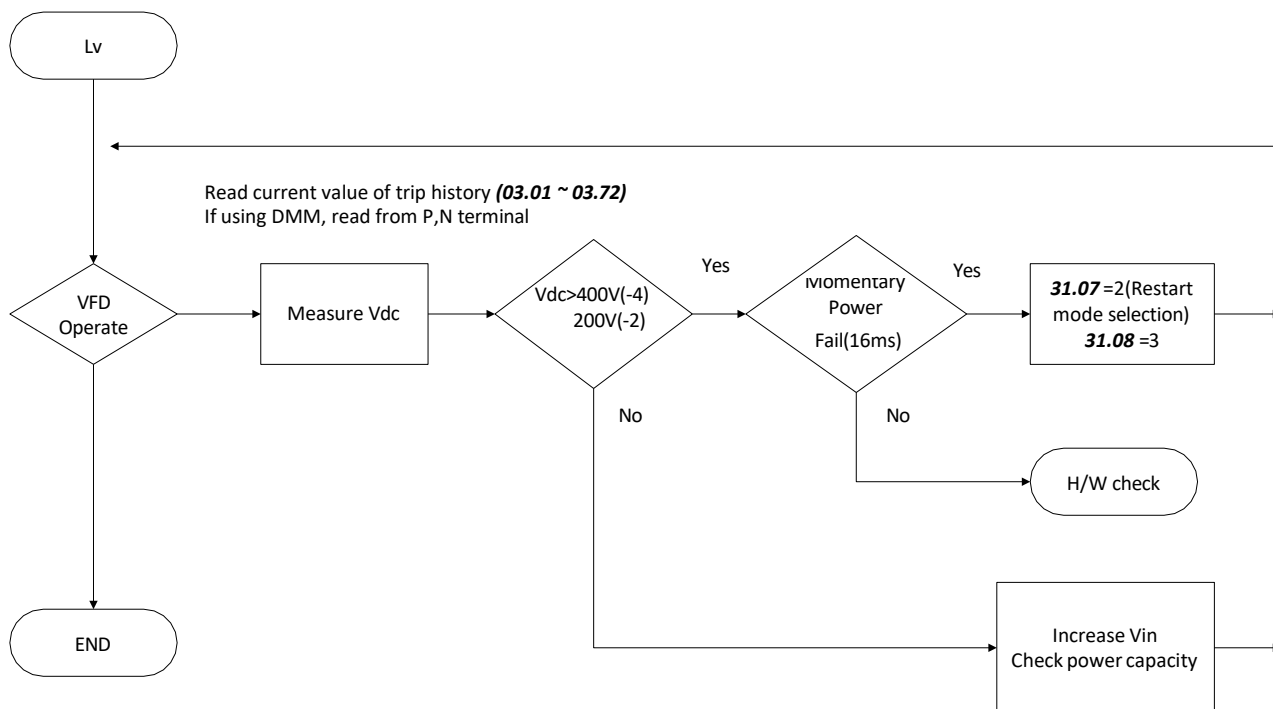 Lv
Read current value of trip history (03.01 ~ 03.72)
If using DMM, read from P,N terminal
VFD
Operate
Measure Vdc
Vdc>400V(-4)
200V(-2)
Yes
Momentary
Power
Fail(16ms)
Yes
31.07 =2(Restart
mode selection)
31.08 =3
No
No
H/W check
END
Increase Vin
Check power capacity